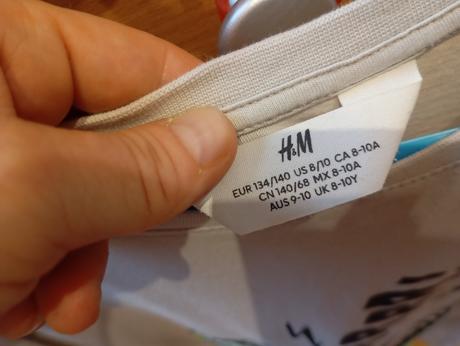 H&M
EUR 134/140 US 8/10 CA 8-10A
CN 140/68 MX 8-10A
AUS 9-10 UK 8-10Y